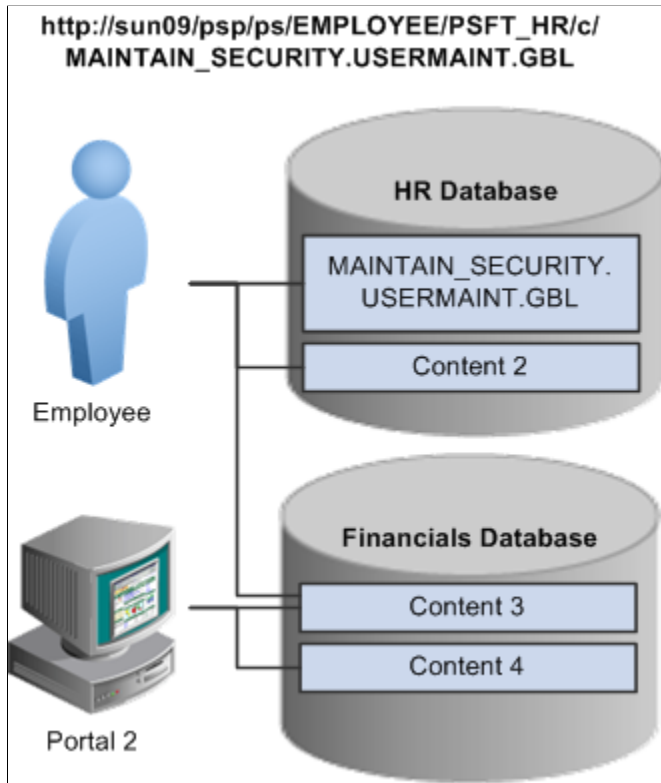 http://sun09/psp/ps/EMPLOYEE/PSFT_HR/c/
MAINTAIN_SECURITY.USERMAINT.GBL
HR Database
MAINTAIN_SECURITY.
USERMAINT.GBL
Content 2
Employee
Financials Database
Content 3
Content 4
Portal 2